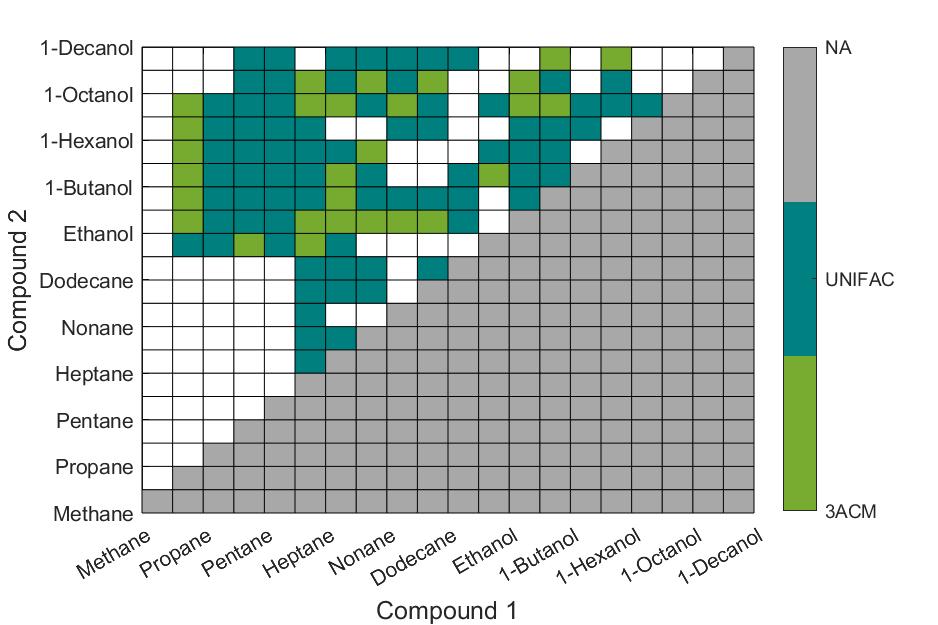 1-Decanol
1-Octanol
1-Hexanol
1-Butanol
Ethanol
Dodecane
Nonane
Heptane
Pentane
Propane
Methane
Compound 2
Methane
Propane
Pentane
Heptane
Nonane
Dodecane
Ethanol
1-Butanol
1-Hexanol
1-Octanol
1-Decanol
Compound 1
NA
UNIFAC
3ACM